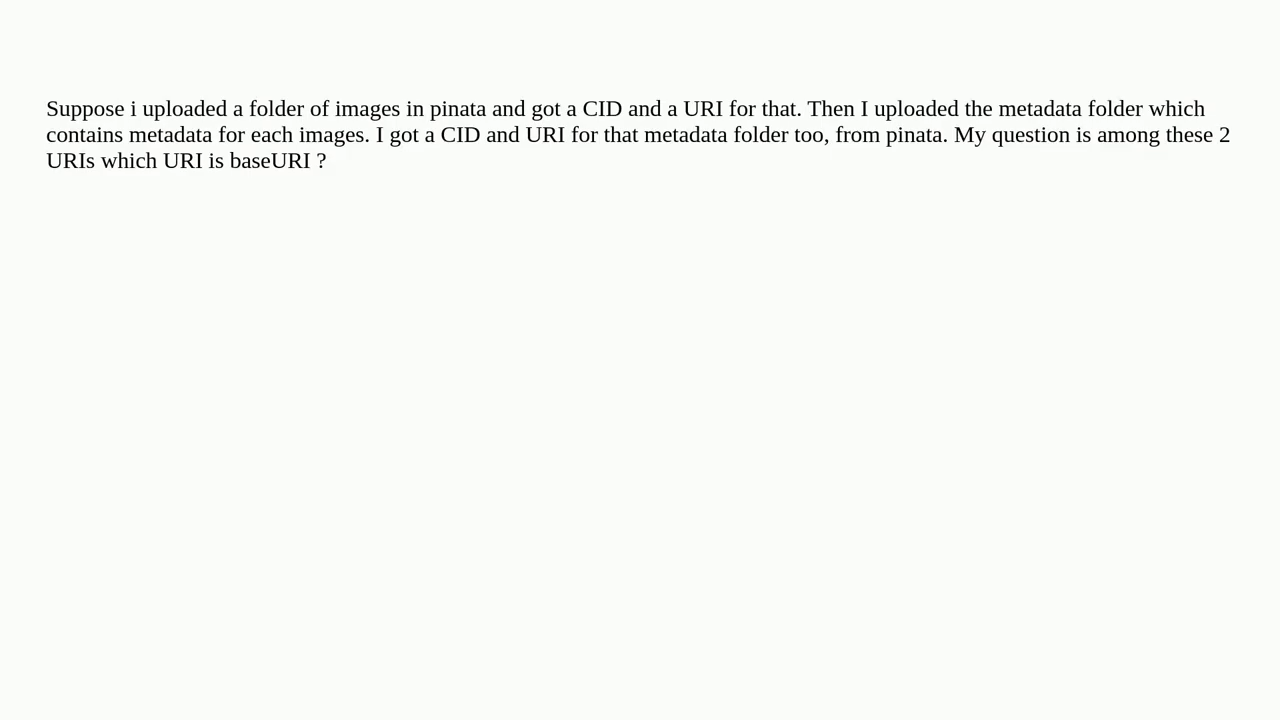 Suppose i uploaded a folder of images in pinata and got a CID and a URI for that. Then I uploaded the metadata folder which
contains metadata for each images. I got a CID and URI for that metadata folder too, from pinata. My question is among these 2
URIs which URI is baseURI ?